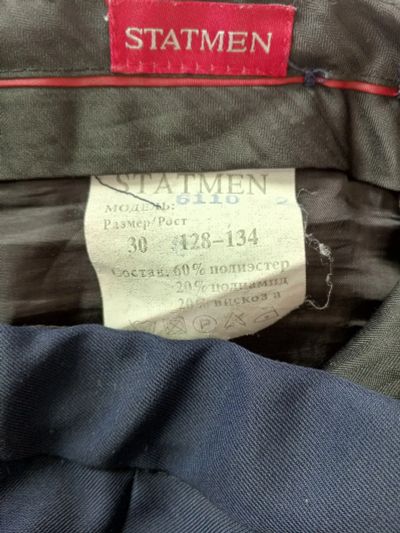 STATMEN
STATMEN
МОДЕЛЬ: 6110
Размер/Рост
30 128-134
Состав. 60% полиэстер
20% полиамид
20% вискоза